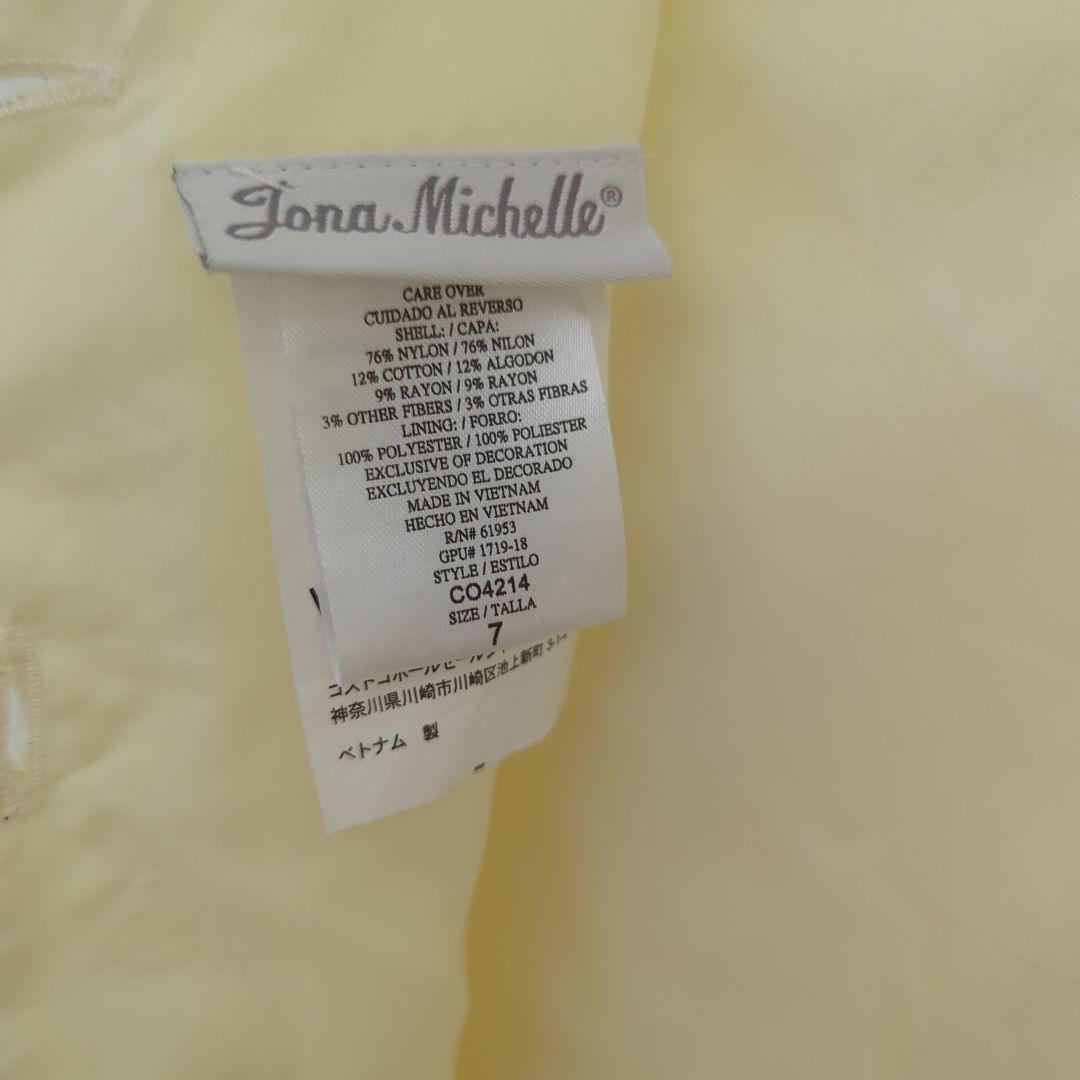 Jona Michelle®
CARE OVER
CUIDADO AL REVERSO
SHELL: / CAPA:
76% NYLON / 76% NILON
12% COTTON / 12% ALGODON
9% RAYON / 9% RAYON
3% OTHER FIBERS / 3% OTRAS FIBRAS
LINING: / FORRO:
100% POLYESTER / 100% POLIESTER
EXCLUSIVE OF DECORATION
EXCLUYENDO EL DECORADO
MADE IN VIETNAM
HECHO EN VIETNAM
R/N# 61953
GPU# 1719-18
STYLE / ESTILO
CO4214
SIZE / TALLA
7
神奈川県川崎市川崎区池上新町 3-1-4
ベトナム 製